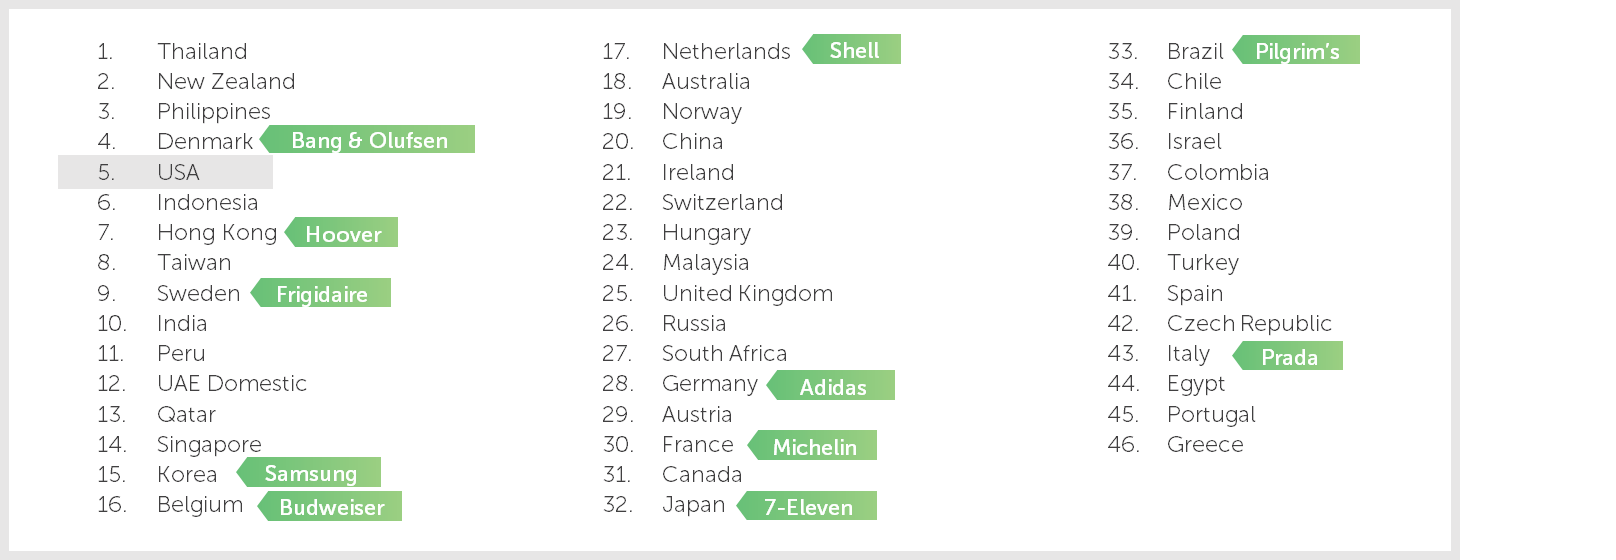 1. Thailand
2. New Zealand
3. Philippines
4. Denmark Bang & Olufsen
5. USA
6. Indonesia
7. Hong Kong Hoover
8. Taiwan
9. Sweden Frigidaire
10. India
11. Peru
12. UAE Domestic
13. Qatar
14. Singapore
15. Korea Samsung
16. Belgium Budweiser
17. Netherlands Shell
18. Australia
19. Norway
20. China
21. Ireland
22. Switzerland
23. Hungary
24. Malaysia
25. United Kingdom
26. Russia
27. South Africa
28. Germany Adidas
29. Austria
30. France Michelin
31. Canada
32. Japan 7-Eleven
33. Brazil Pilgrim's
34. Chile
35. Finland
36. Israel
37. Colombia
38. Mexico
39. Poland
40. Turkey
41. Spain
42. Czech Republic
43. Italy Prada
44. Egypt
45. Portugal
46. Greece